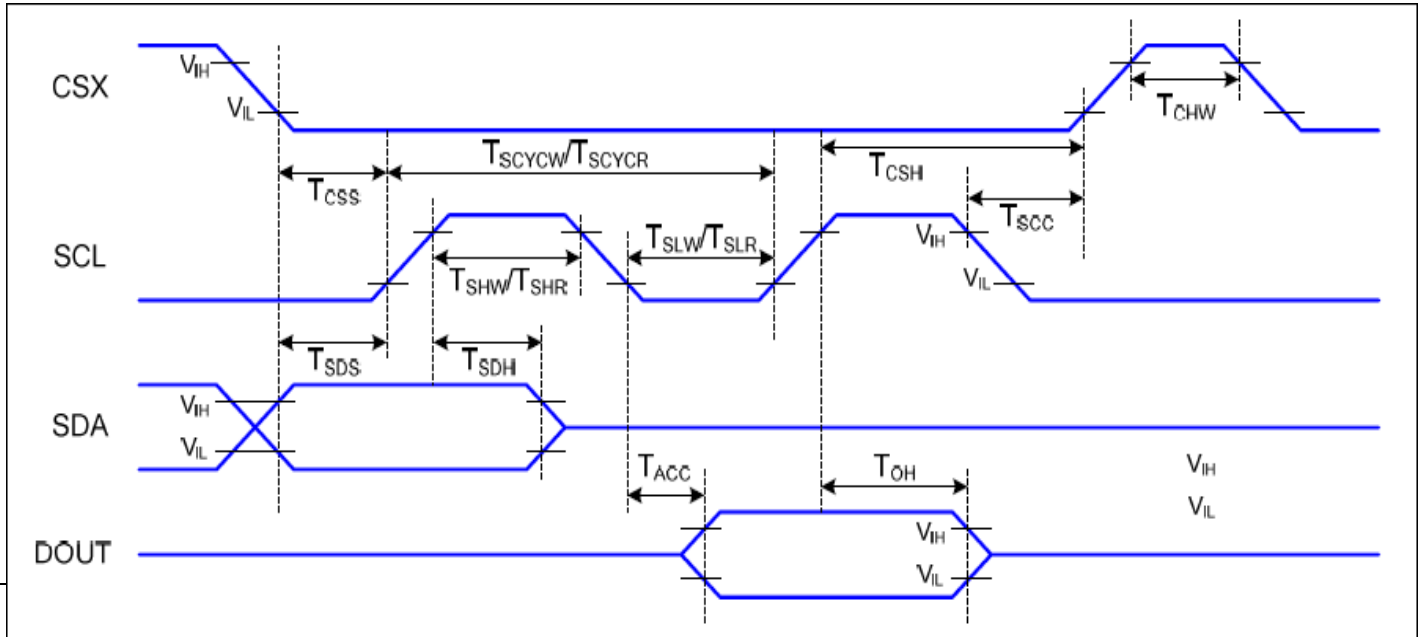 CSX
VIH
VIL
TCHW
TSCYCW/TSCYCR
TCSH
TCSS
TSCC
SCL
TSLW/TSLR
VIH
TSHW/TSHR
VIL
TSDS
TSDH
SDA
VIH
VIL
TACC
TOH
VIH
VIL
DOUT
VIH
VIL